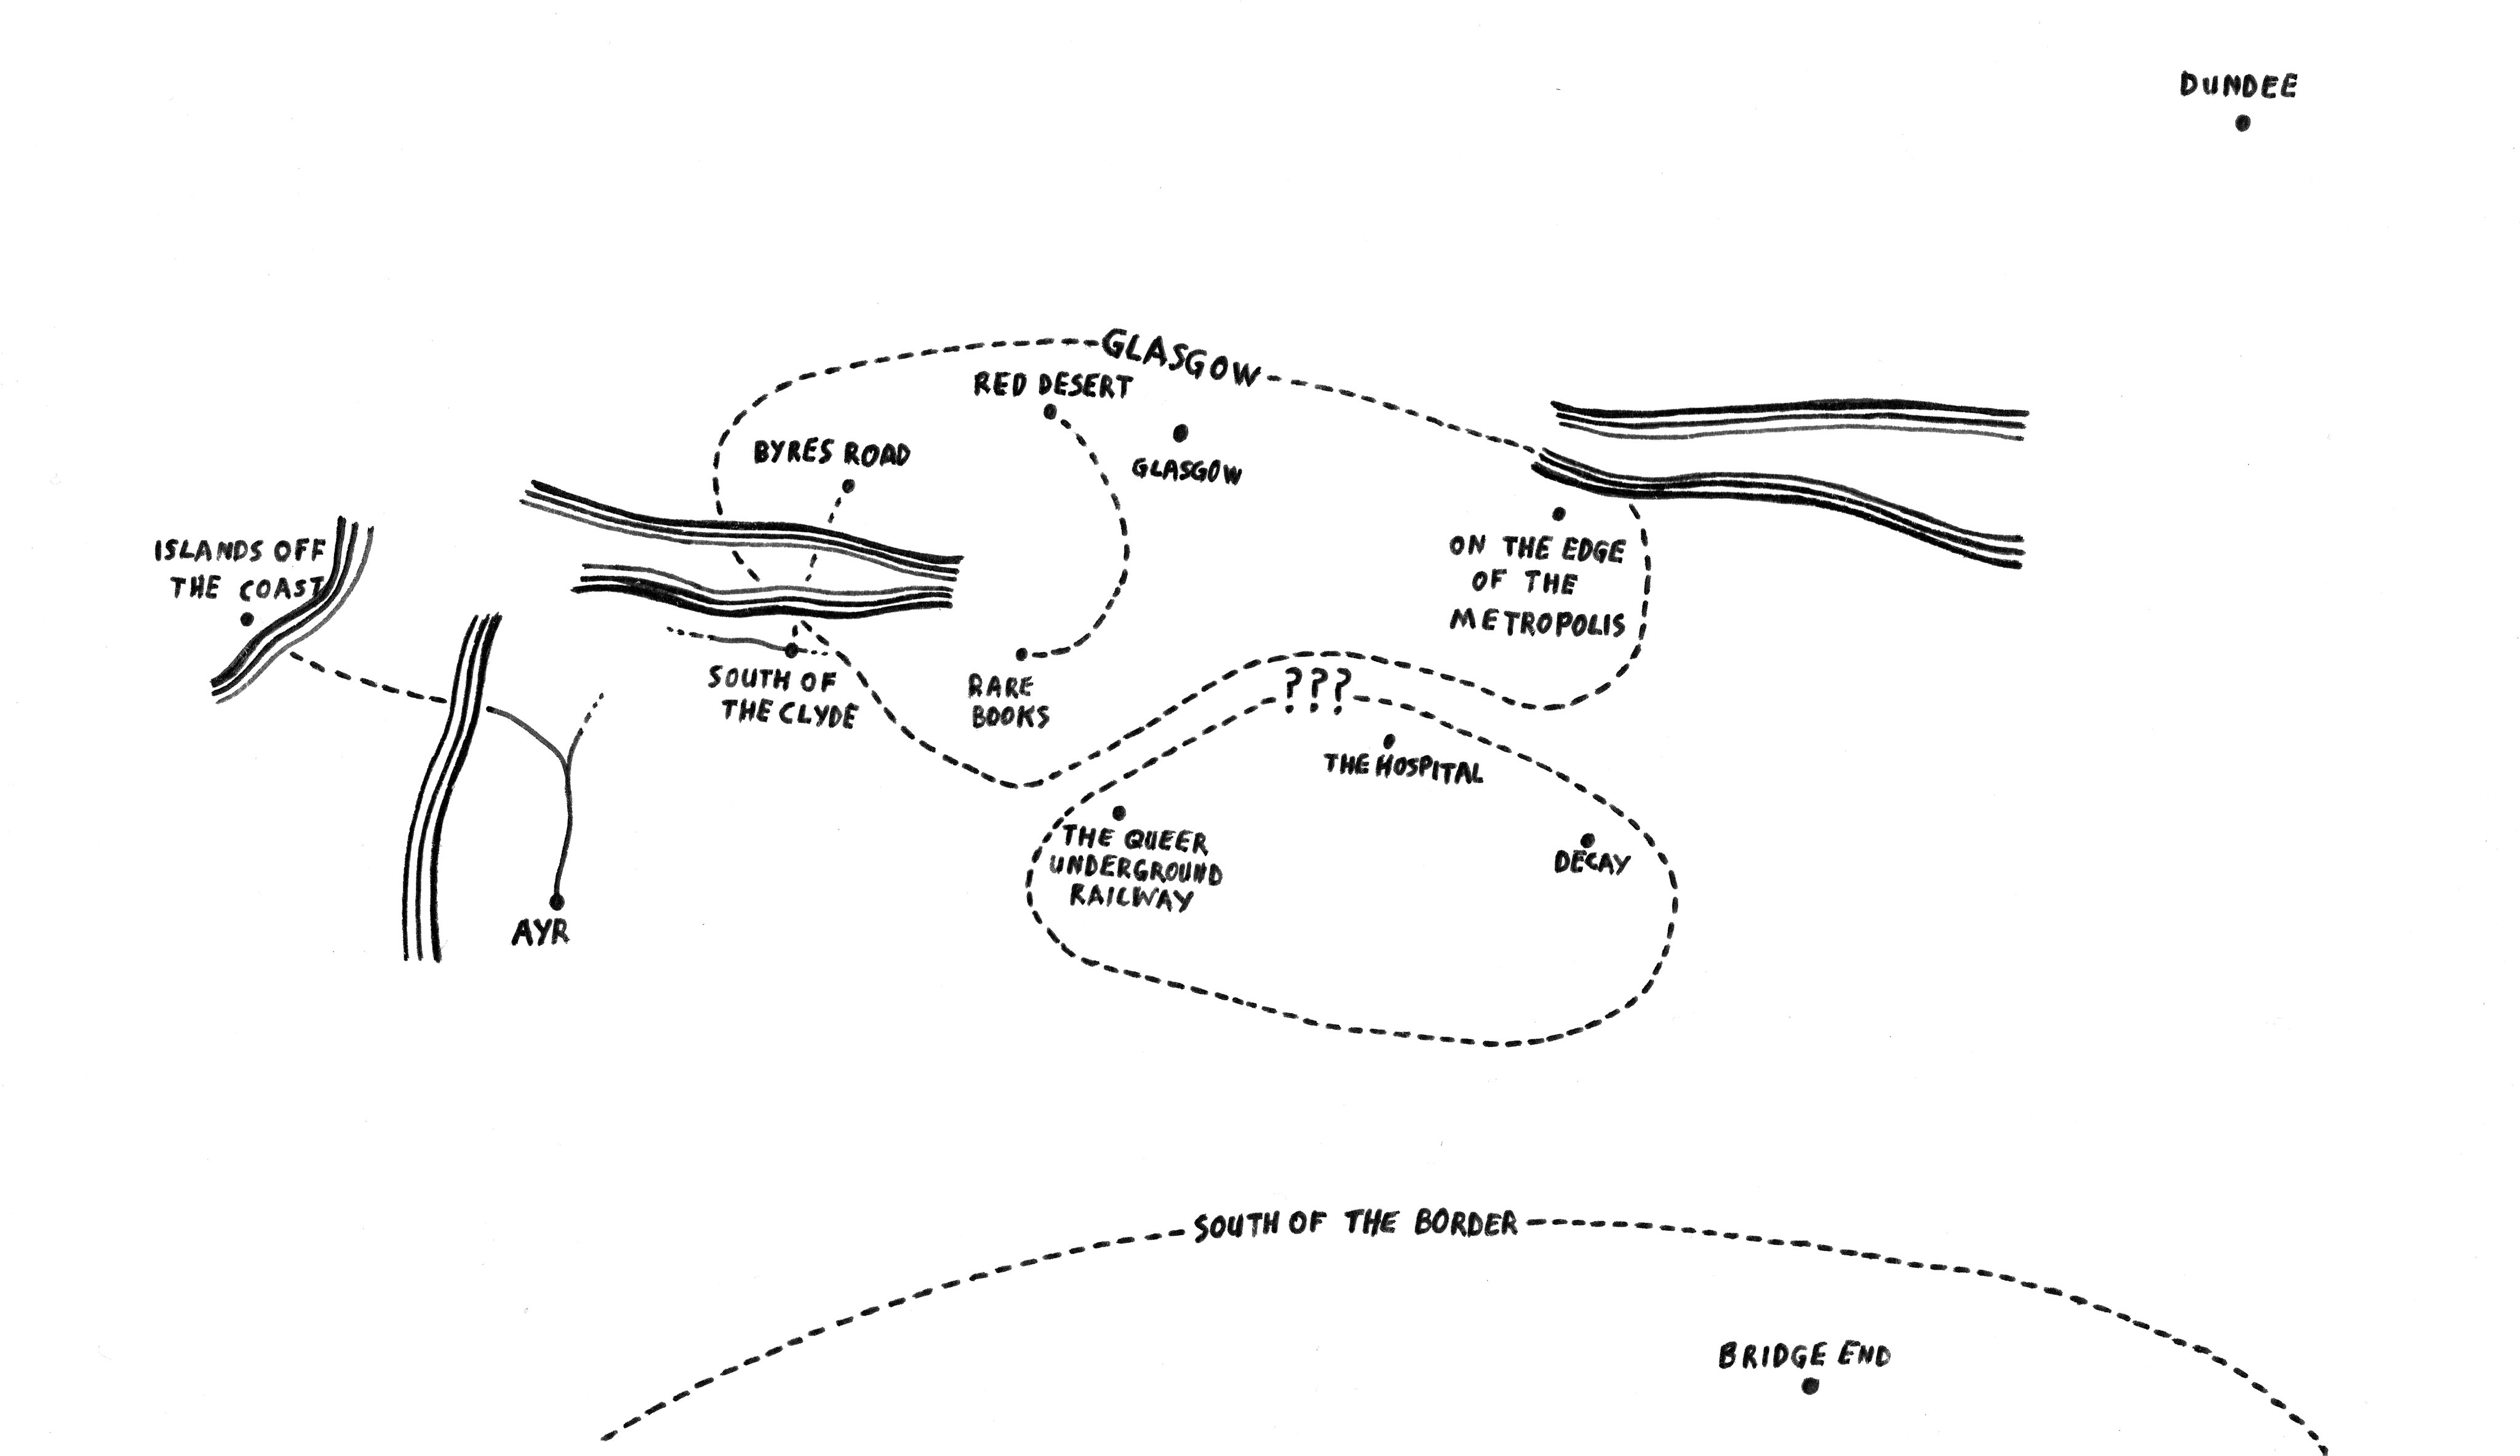 DUNDEE
GLASGOW
RED DESERT
BYRES ROAD
GLASGOW
ISLANDS OFF
THE COAST
ON THE EDGE
OF THE
METROPOLIS
SOUTH OF
THE CLYDE
RARE
BOOKS
???
THE HOSPITAL
THE QUEER
UNDERGROUND
RAILWAY
DECAY
AYR
SOUTH OF THE BORDER
BRIDGE END